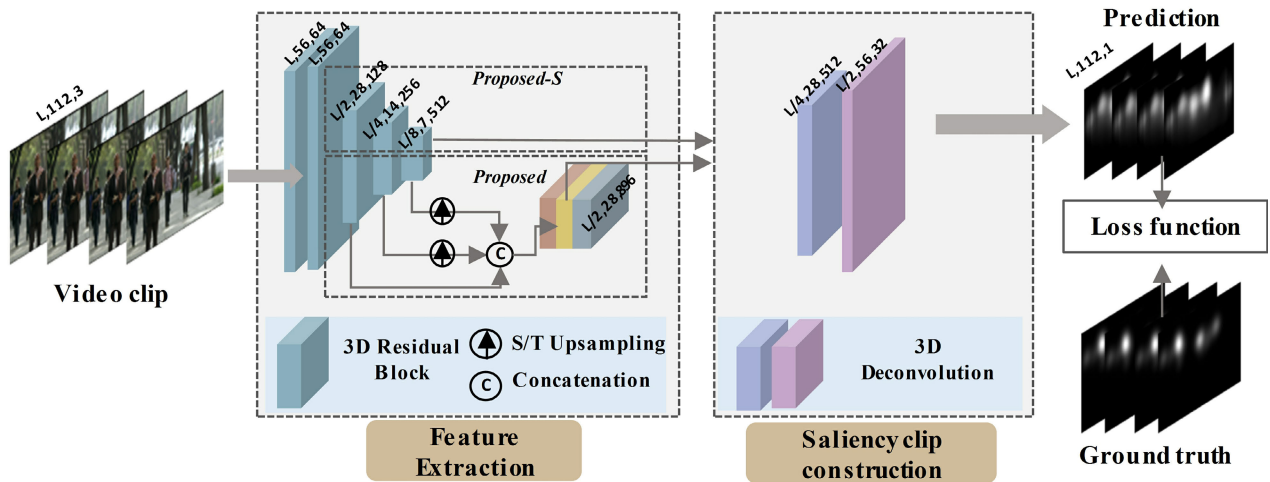 L,112,3
Video clip
L,56,64
L,56,64
L/2,28,128
L/4,14,256
L/8,7,512
Proposed-S
Proposed
C
L/2,28,896
3D Residual
Block
S/T Upsampling
C
Concatenation
Feature
Extraction
L/4,28,512
L/2,56,32
3D
Deconvolution
Saliency clip
construction
Prediction
L,112,1
Loss function
Ground truth